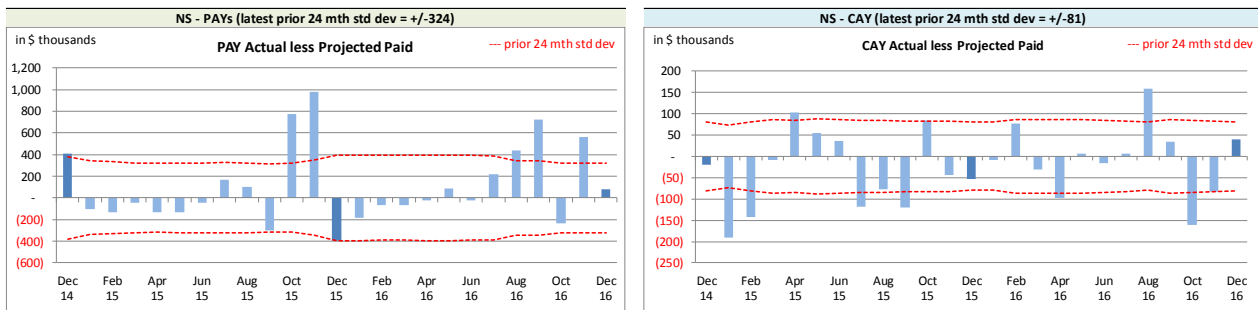 NS - PAYs (latest prior 24 mth std dev = +/-324)
in $ thousands
PAY Actual less Projected Paid
--- prior 24 mth std dev
1,200
1,000
800
600
400
200
-
(200)
(400)
(600)
Dec Feb Apr Jun Aug Oct Dec Feb Apr Jun Aug Oct Dec
14 15 15 15 15 15 15 16 16 16 16 16 16
NS - CAY (latest prior 24 mth std dev = +/-81)
in $ thousands
CAY Actual less Projected Paid
--- prior 24 mth std dev
200
150
100
50
-
(50)
(100)
(150)
(200)
(250)
Dec Feb Apr Jun Aug Oct Dec Feb Apr Jun Aug Oct Dec
14 15 15 15 15 15 15 16 16 16 16 16 16